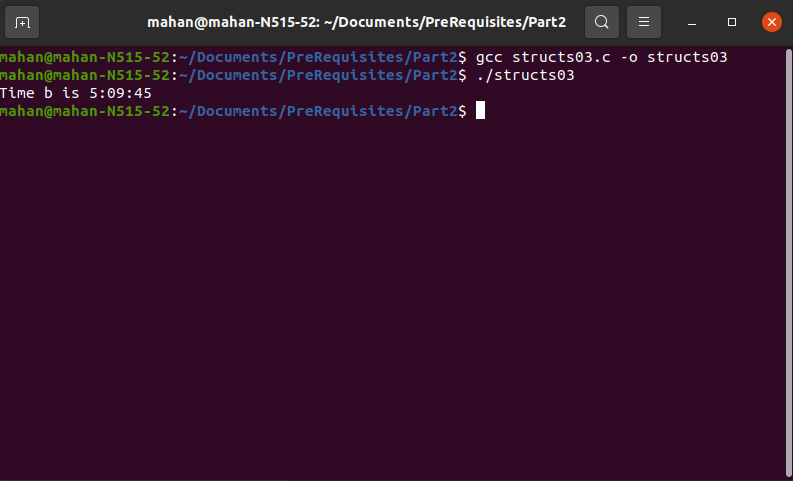 mahan@mahan-N515-52: ~/Documents/PreRequisites/Part2
mahan@mahan-N515-52:~/Documents/PreRequisites/Part2$ gcc structs03.c -o structs03
mahan@mahan-N515-52:~/Documents/PreRequisites/Part2$ ./structs03
Time b is 5:09:45
mahan@mahan-N515-52:~/Documents/PreRequisites/Part2$